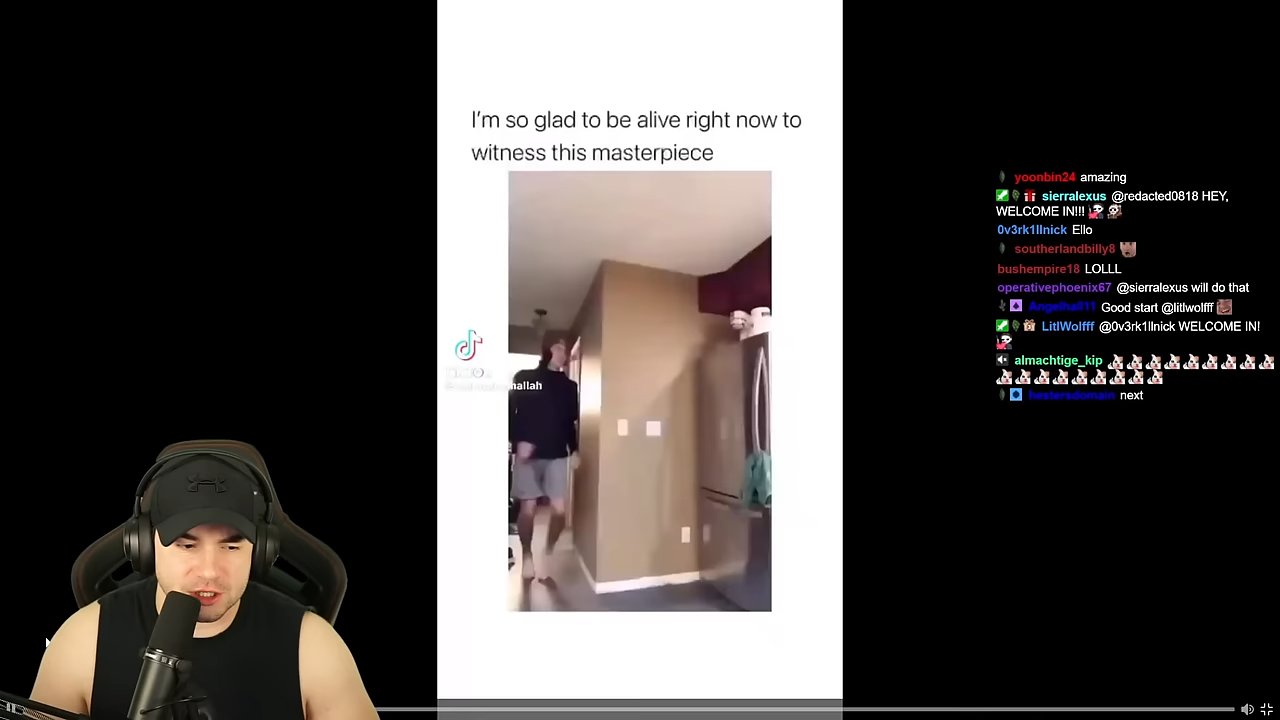 I'm so glad to be alive right now to
witness this masterpiece
yoonbin24 amazing
sierralexus @redacted0818 HEY,
WELCOME IN!!!
0v3rk1llnick Ello
southerlandbilly8
bushempire18 LOLLL
operativephoenix67 @sierralexus will do that
Good start @litlwolfff
LitlWolfff @0v3rk1llnick WELCOME IN!
almachtige_kip
hestersdomain next